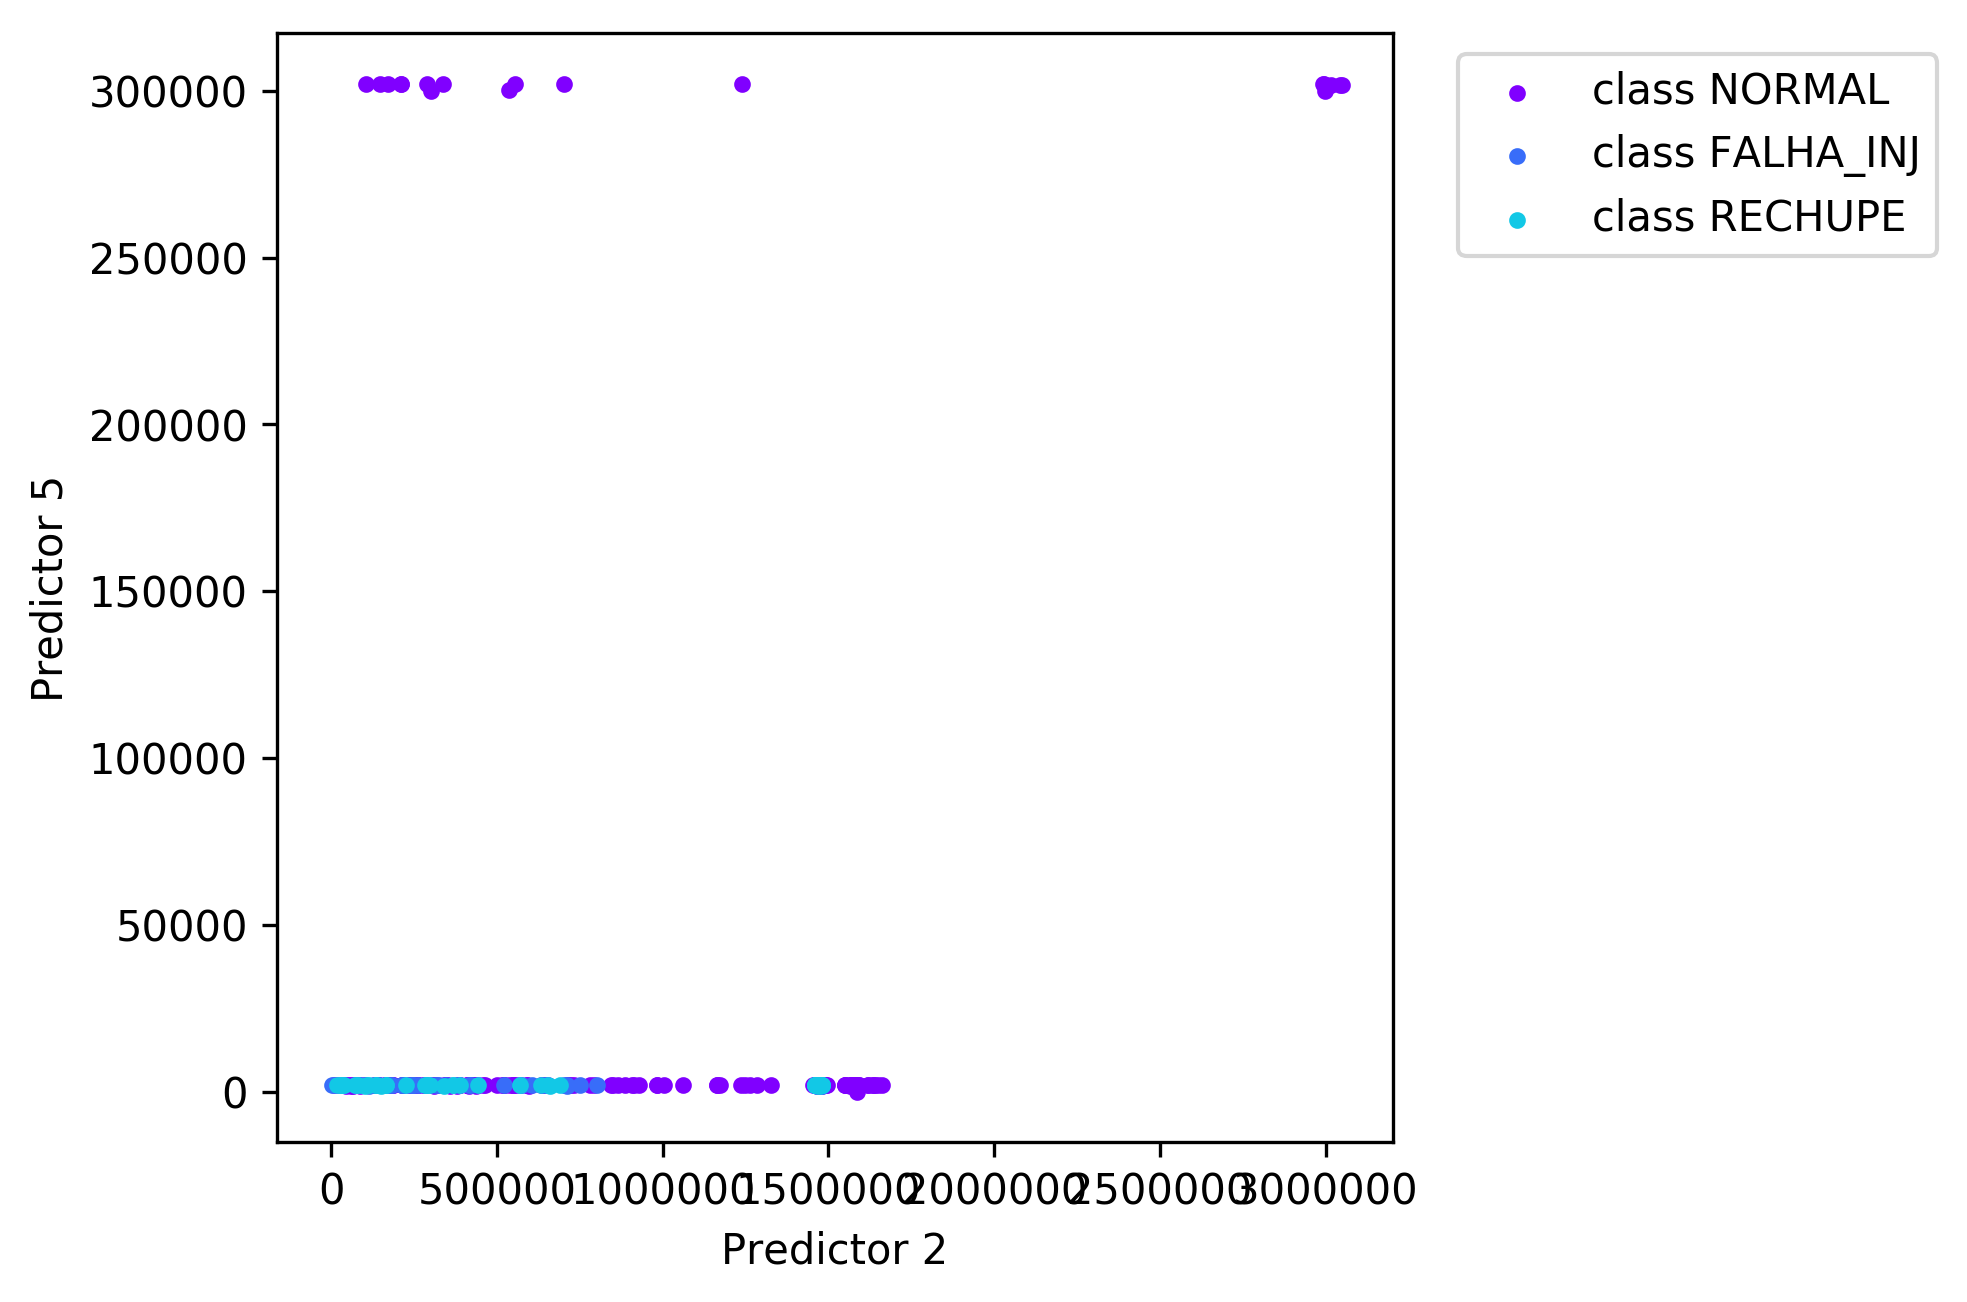 300000
250000
200000
150000
100000
50000
0
Predictor 5
0 500000 1000000 1500000 2000000 2500000 3000000
Predictor 2
class NORMAL
class FALHA_INJ
class RECHUPE